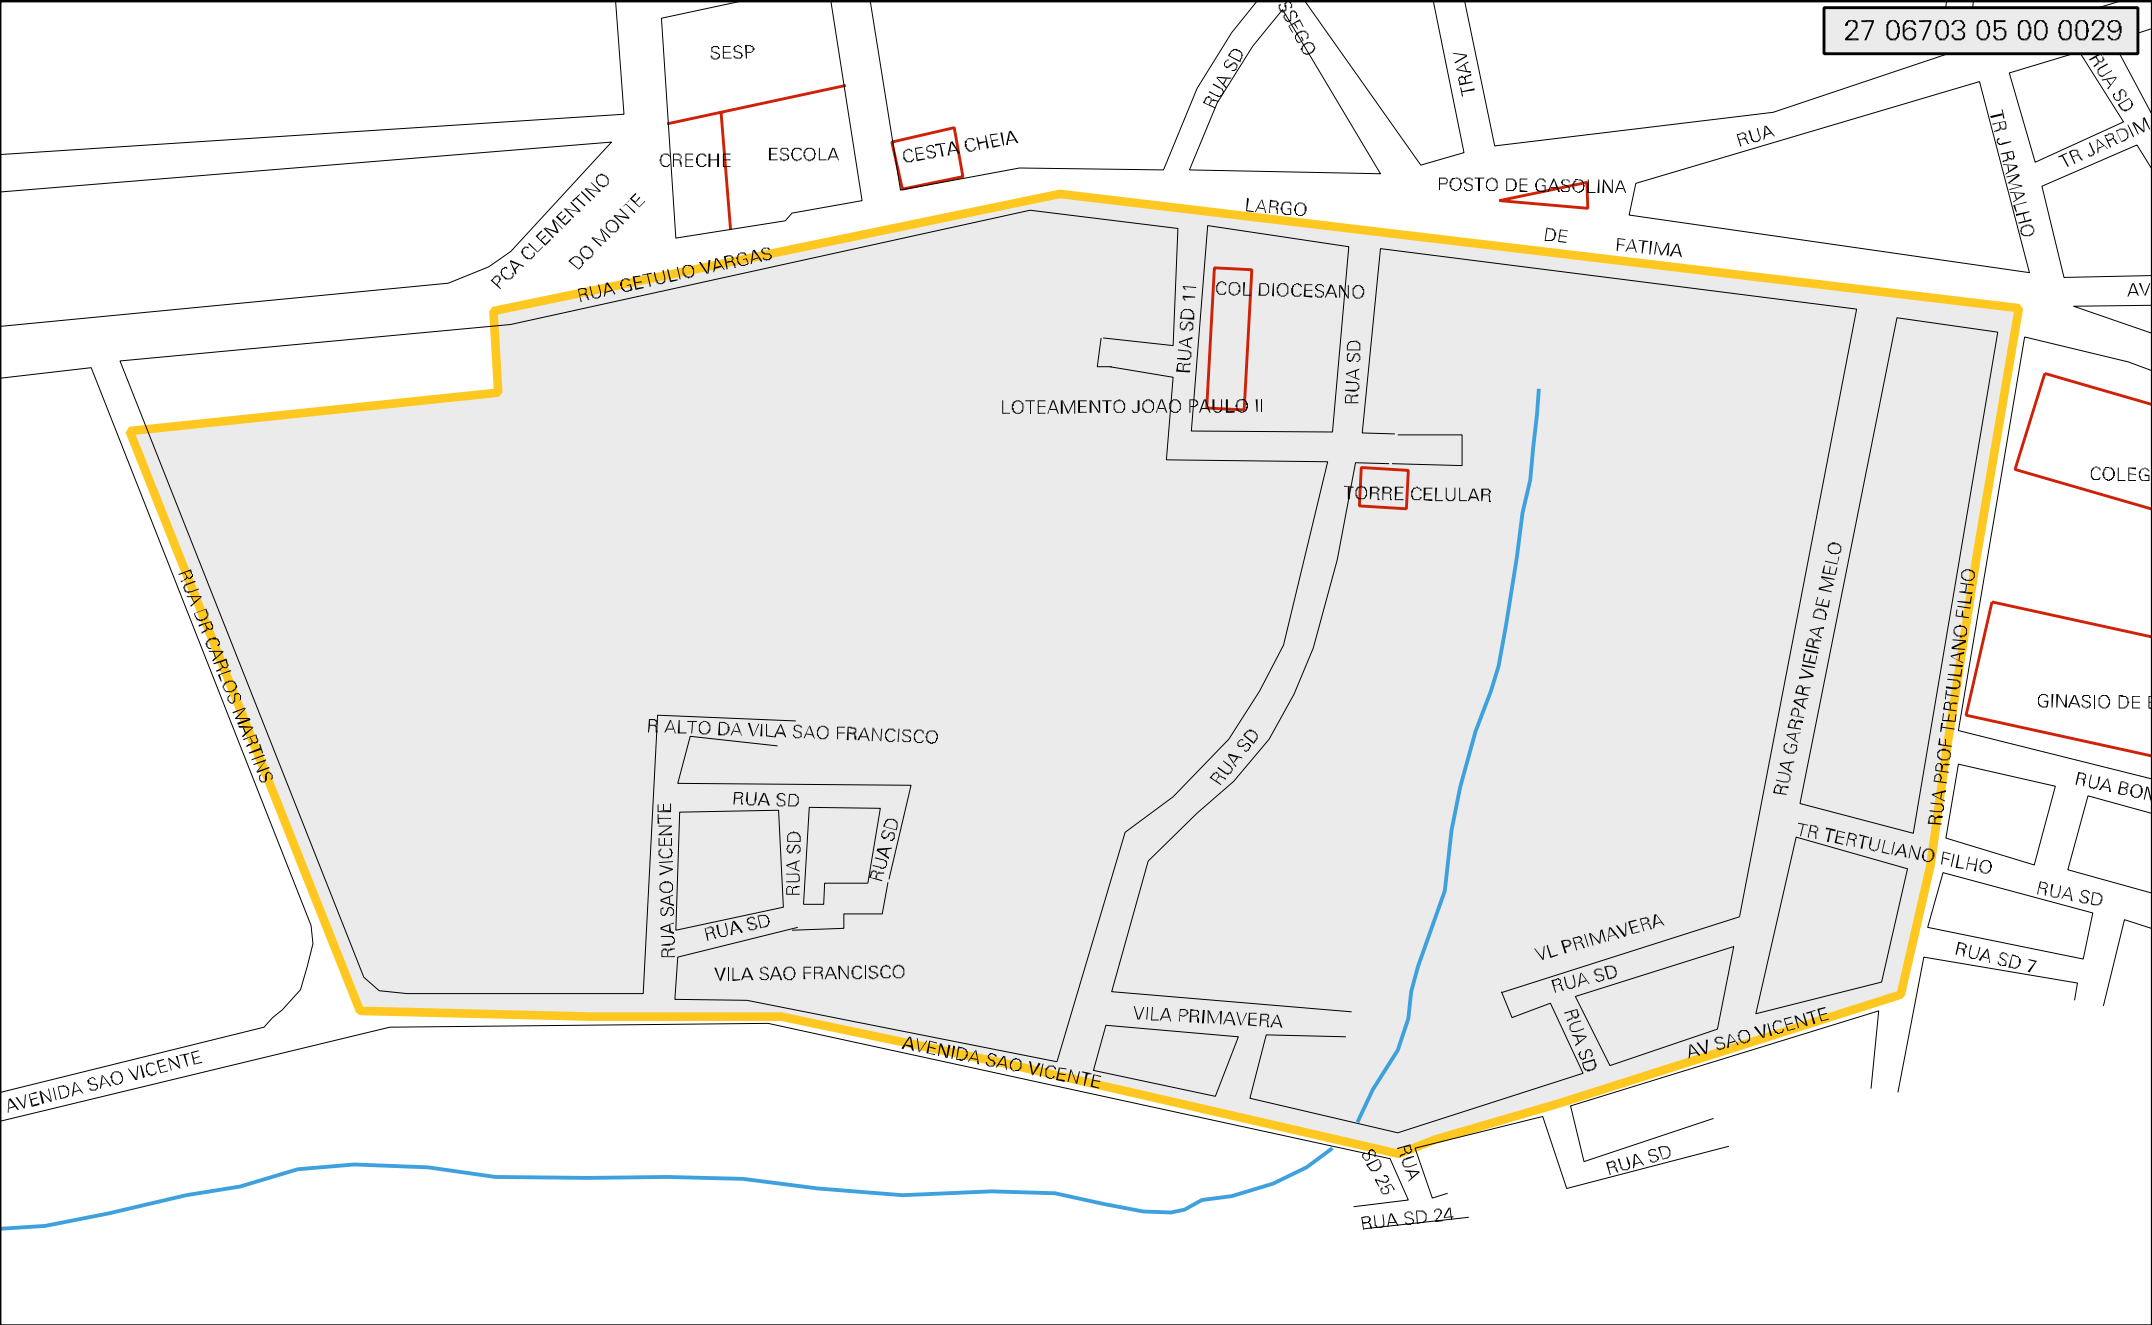 27 06703 05 00 0029
SESP
CRECHE
ESCOLA
CESTA CHEIA
RUA SD
SSEGO
TRAV
RUA
RUA SD
TR JARDIM
TR J RAMALHO
POSTO DE GASOLINA
PCA CLEMENTINO
DO MONTE
RUA GETULIO VARGAS
LARGO
DE
FATIMA
AV
COL DIOCESANO
RUA SD 11
RUA SD
LOTEAMENTO JOAO PAULO II
TORRE CELULAR
COLEG
RUA DR CARLOS MARTINS
RUA GARPAR VIEIRA DE MELO
RUA PROF TERTULIANO FILHO
GINASIO DE E
R ALTO DA VILA SAO FRANCISCO
RUA SD
RUA SD
RUA SD
RUA SD
RUA SAO VICENTE
RUA SD
VILA SAO FRANCISCO
RUA BON
TR TERTULIANO FILHO
RUA SD
RUA SD 7
VL PRIMAVERA
RUA SD
RUA SD
VILA PRIMAVERA
AV SAO VICENTE
AVENIDA SAO VICENTE
AVENIDA SAO VICENTE
RUA
SD 25
RUA SD 24
RUA SD